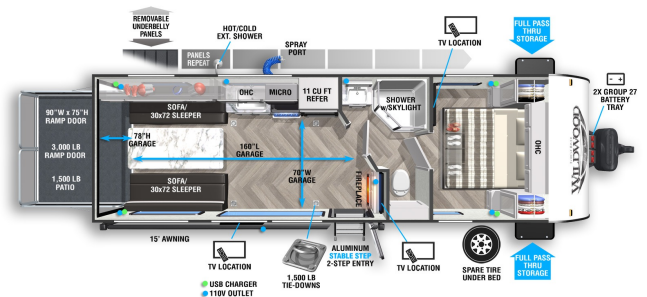 REMOVABLE
UNDERBELLY
PANELS
HOT/COLD
EXT. SHOWER
PANELS
REPEAT
SPRAY
PORT
TV LOCATION
FULL PASS
THRU
STORAGE
2X GROUP 27
BATTERY
TRAY
90"W x 75"H
RAMP DOOR
3,000 LB
RAMP DOOR
1,500 LB
PATIO
78"H
GARAGE
SOFA/
30x72 SLEEPER
OHC
MICRO
11 CU FT
REFER
SHOWER
w/SKYLIGHT
160"L
GARAGE
70"W
GARAGE
FIREPLACE
OHC
WILDWOOD
SOFA/
30x72 SLEEPER
15' AWNING
TV LOCATION
1,500 LB
TIE-DOWNS
ALUMINUM
STABLE STEP
2-STEP ENTRY
TV LOCATION
SPARE TIRE
UNDER BED
FULL PASS
THRU
STORAGE
USB CHARGER
110V OUTLET